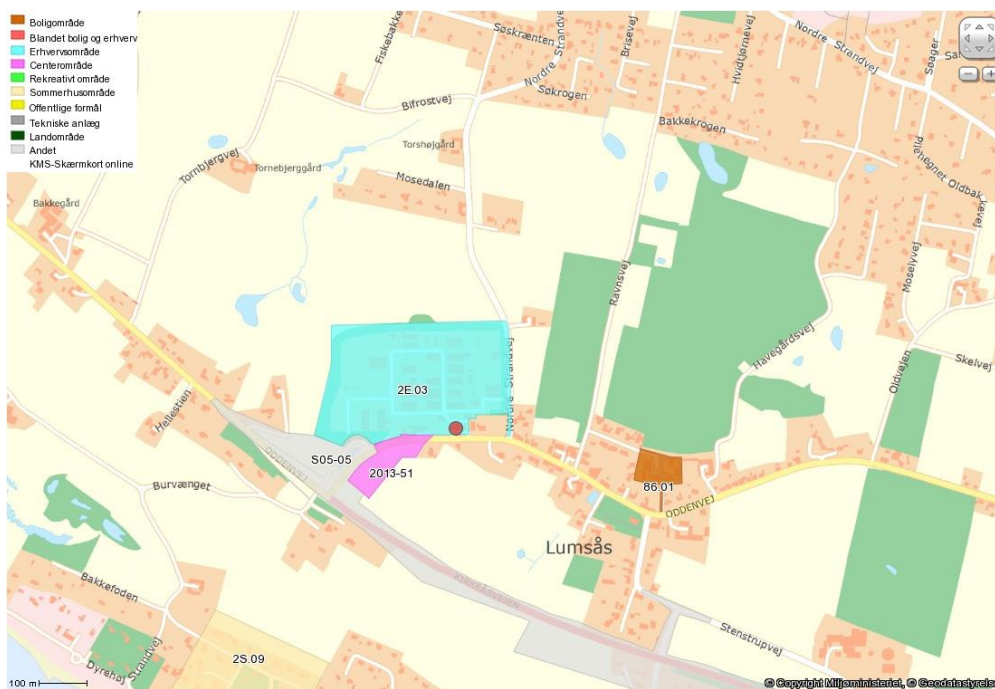 Boligområde
Blandet bolig og erhverv
Erhvervsområde
Centerområde
Rekreativt område
Sommerhusområde
Offentlige formål
Tekniske anlæg
Landområde
Andet
KMS-Skærmkort online
Søskrænten
Nordre Strandvej
Brisevej
Hvidtjørnevej
Nordre Strandvej
Søager
Fiskebakke
Søkrogen
Bifrostvej
Bakkekrogen
Torshøjgård
Tornbjergvej
Tornebjerggård
Mosedalen
Bakkegård
Moselyvej
Ravnsvej
Havegårdsvej
Oldvejen
Skelvej
Nordre Strandvej
2E.03
Hellestien
S05-05
ODDENVEJ
2013-51
86.01
ODDENVEJ
Burvænget
Lumsås
KIRKEÅSVEJEN
Bakkefoden
Stenstrupvej
Dyrehøj Strandvej
2S.09
100 m
© Copyright Miljøministeriet, © Geodatastyrelse